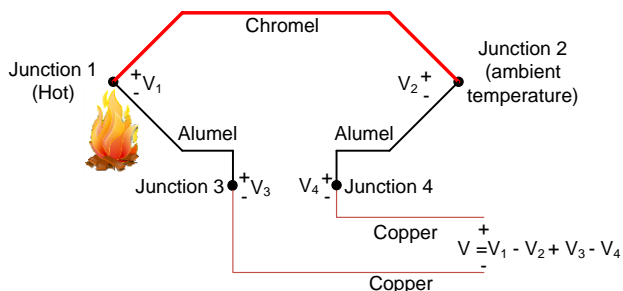 Chromel
Junction 1
(Hot)
+
-
V1
V2
+
-
Junction 2
(ambient
temperature)
Alumel
Alumel
Junction 3
+
-
V3
V4
+
-
Junction 4
Copper
+
V =V1 - V2 + V3 - V4
-
Copper